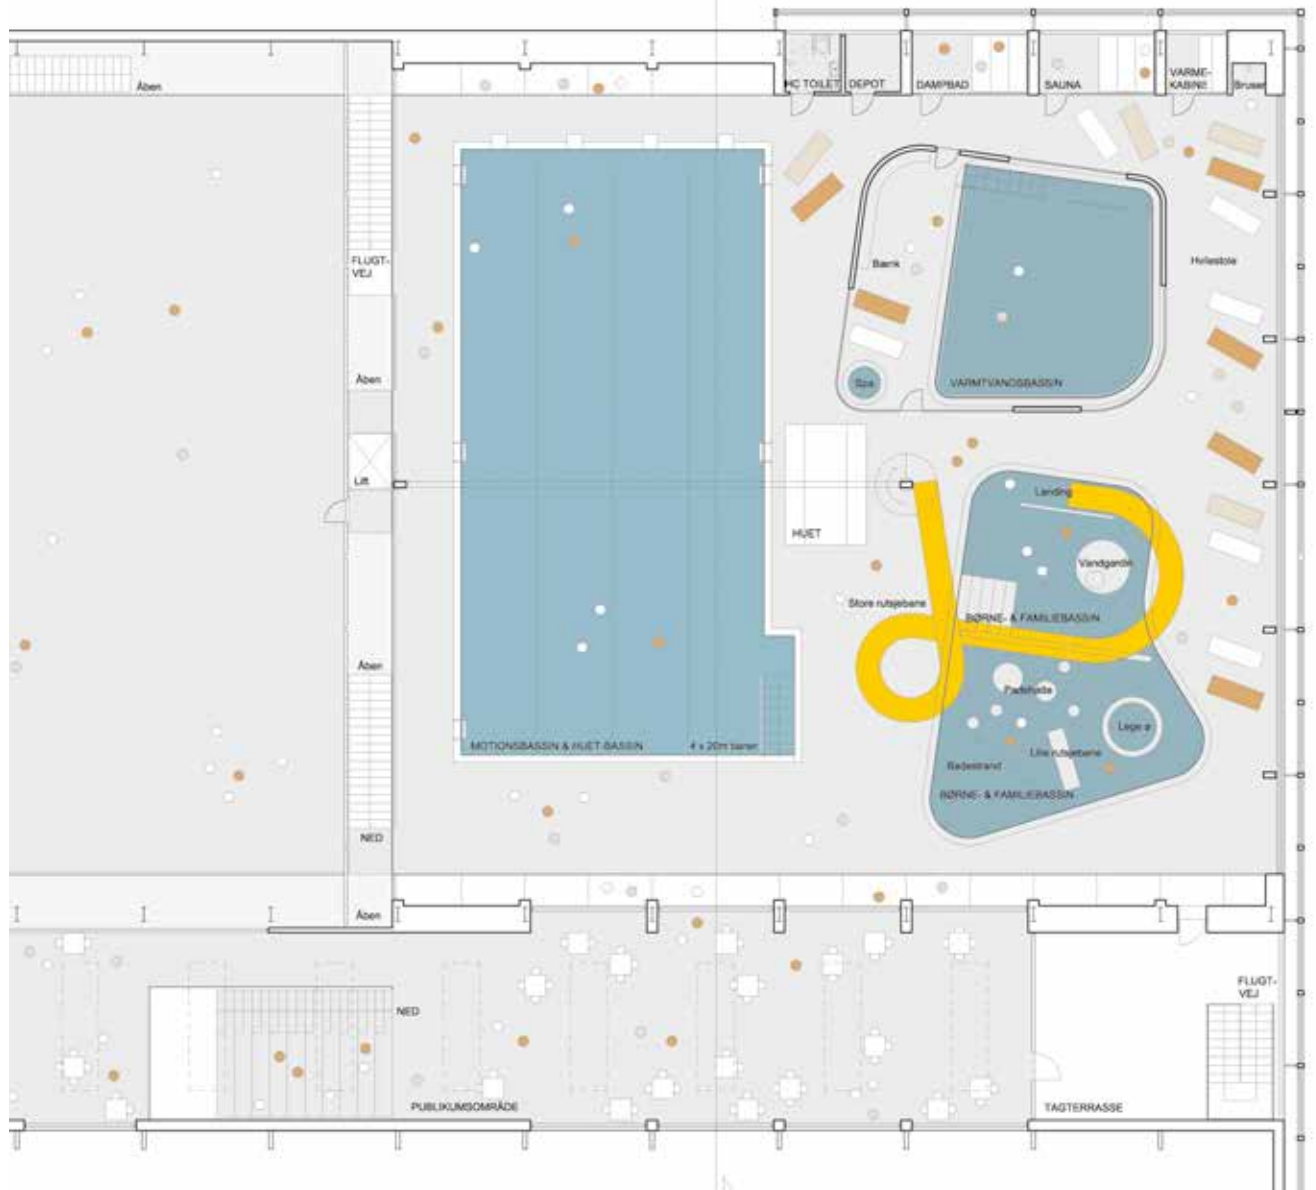 HC TOILET
DEPOT
DAMPBAD
SAUNA
VARME-
KABINE
Bruser
Åben
FLUGT-
VEJ
Bænk
Hvilestole
Åben
Spa
VARMTVANDSBASSIN
Lift
Landing
HUET
Vandgardin
Store rutsjebane
BØRNE- & FAMILIEBASSIN
Åben
Padehatte
Lege ø
MOTIONSBASSIN & HUET-BASSIN
4 x 20m baner
Lille rutsjebane
Badestrand
BØRNE- & FAMILIEBASSIN
NED
Åben
FLUGT-
VEJ
NED
PUBLIKUMSOMRÅDE
TAGTERRASSE